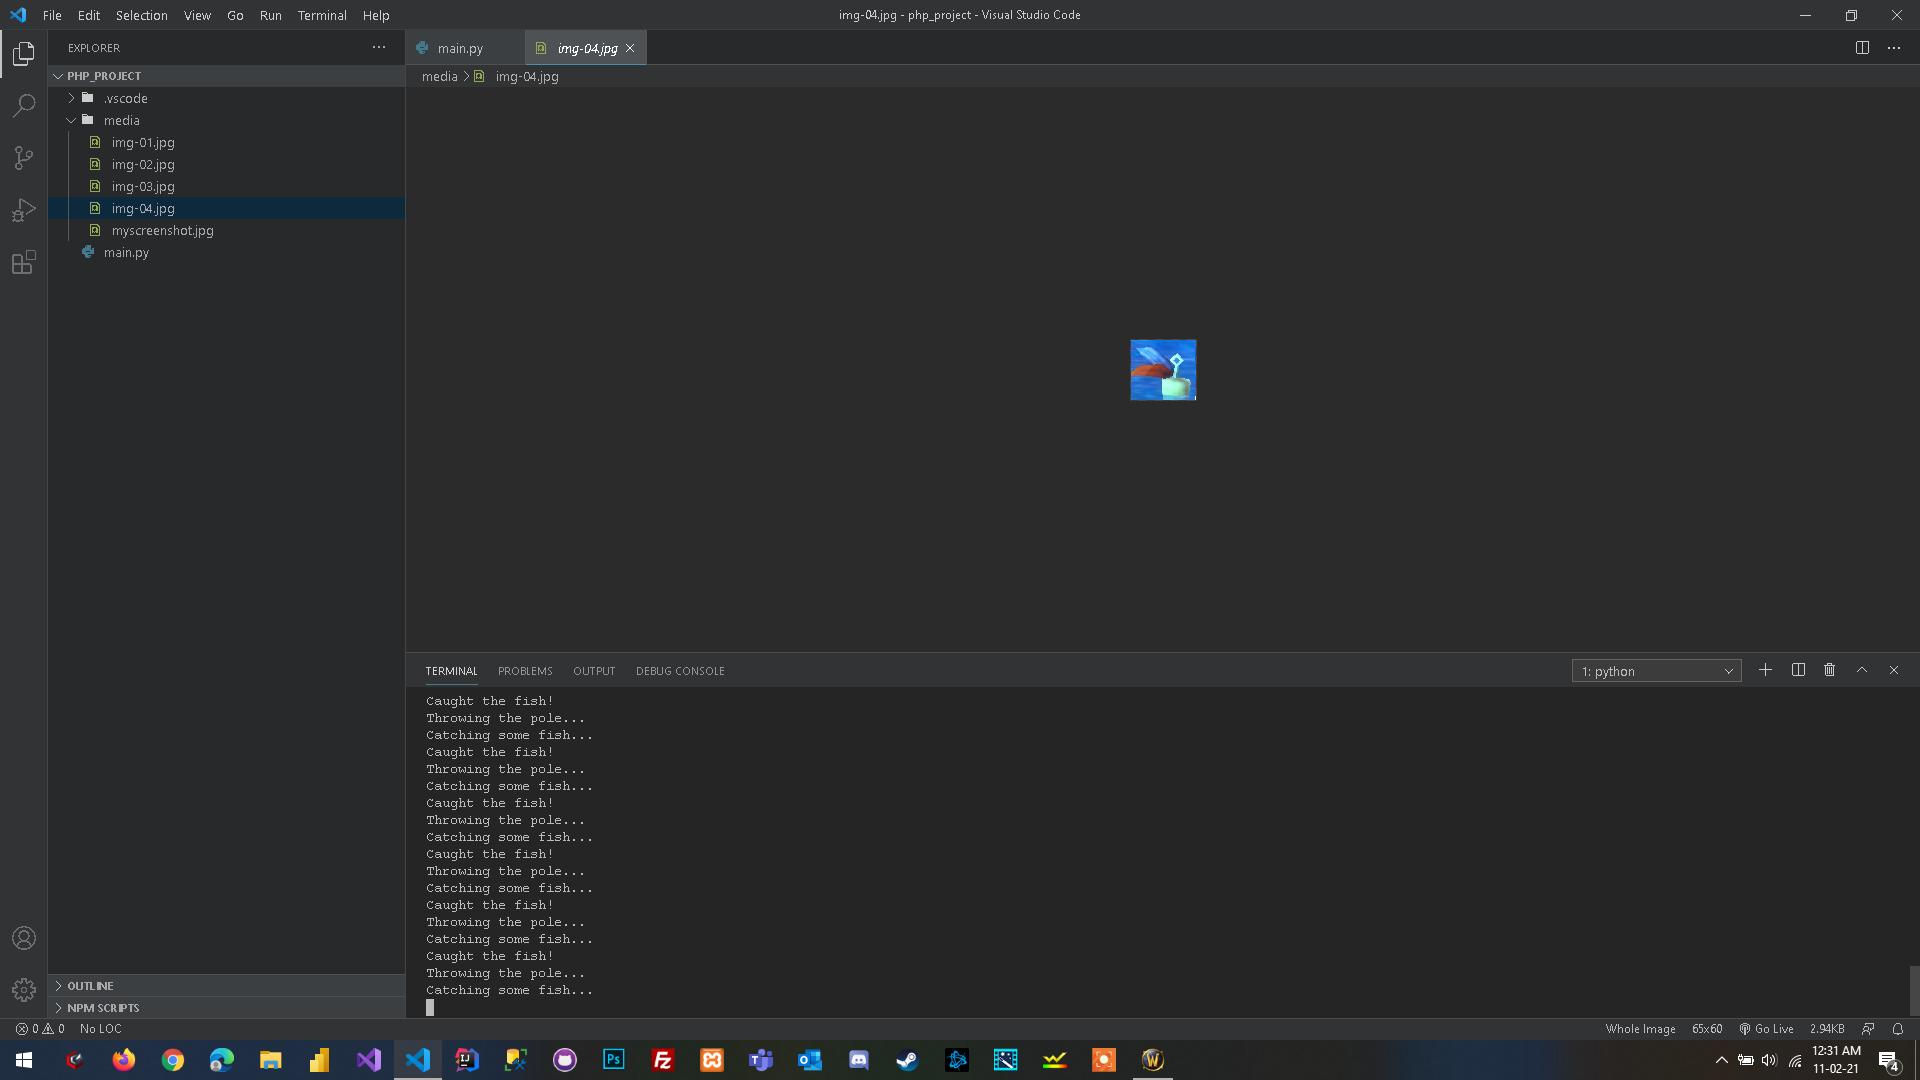 File Edit Selection View Go Run Terminal Help
img-04.jpg - php_project - Visual Studio Code
EXPLORER
PHP_PROJECT
.vscode
media
img-01.jpg
img-02.jpg
img-03.jpg
img-04.jpg
myscreenshot.jpg
main.py
OUTLINE
NPM SCRIPTS
main.py
img-04.jpg
media > img-04.jpg
TERMINAL PROBLEMS OUTPUT DEBUG CONSOLE
1: python
Caught the fish!
Throwing the pole...
Catching some fish...
Caught the fish!
Throwing the pole...
Catching some fish...
Caught the fish!
Throwing the pole...
Catching some fish...
Caught the fish!
Throwing the pole...
Catching some fish...
Caught the fish!
Throwing the pole...
Catching some fish...
Caught the fish!
Throwing the pole...
Catching some fish...
0 0 No LOC
Whole Image 65x60 Go Live 2.94KB
IJ
Ps
Fz
W
12:31 AM
11-02-21
4